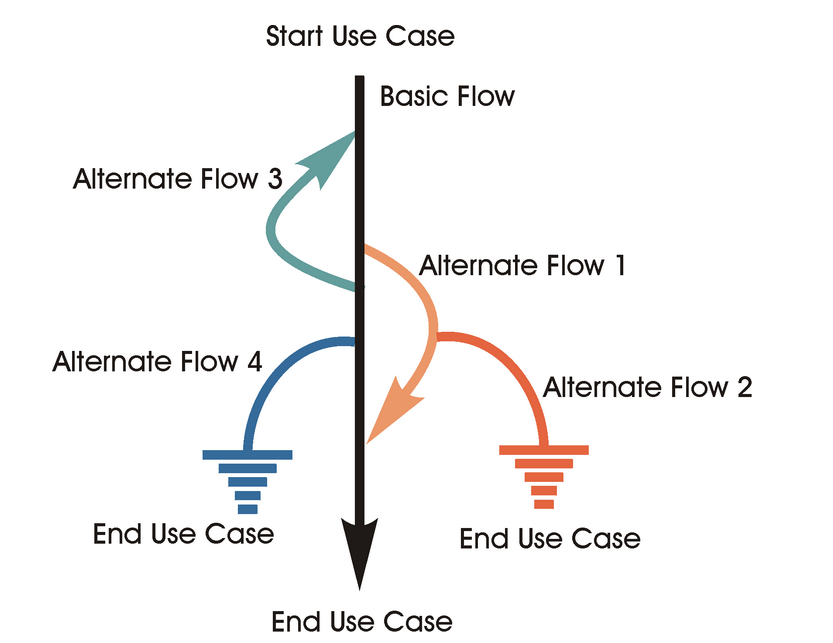 Start Use Case
Basic Flow
Alternate Flow 3
Alternate Flow 1
Alternate Flow 4
Alternate Flow 2
End Use Case
End Use Case
End Use Case